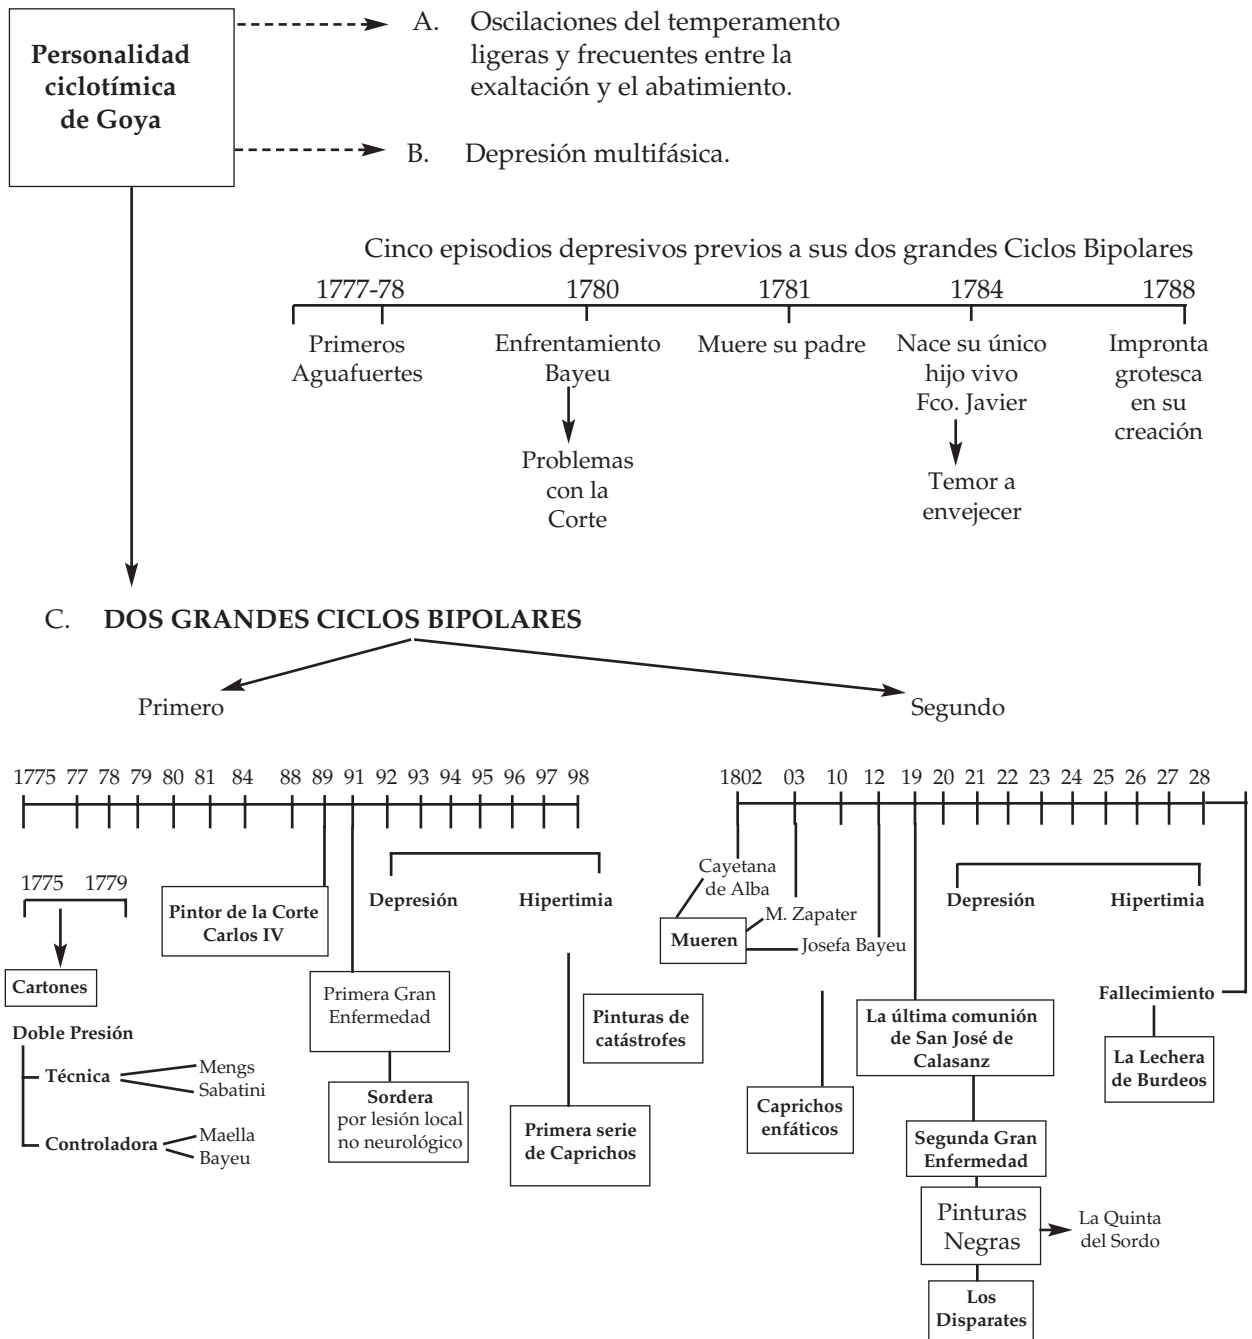 Personalidad
ciclotímica
de Goya
A. Oscilaciones del temperamento
ligeras y frecuentes entre la
exaltación y el abatimiento.
B. Depresión multifásica.
Cinco episodios depresivos previos a sus dos grandes Ciclos Bipolares
1777-78 1780 1781 1784 1788
Primeros
Aguafuertes
Enfrentamiento
Bayeu
Problemas
con la
Corte
Muere su padre
Nace su único
hijo vivo
Fco. Javier
Temor a
envejecer
Impronta
grotesca
en su
creación
C. DOS GRANDES CICLOS BIPOLARES
Primero
Segundo
1775 77 78 79 80 81 84 88 89 91 92 93 94 95 96 97 98
1775 1779
Cartones
Doble Presión
Técnica
Mengs
Sabatini
Controladora
Maella
Bayeu
Pintor de la Corte
Carlos IV
Primera Gran
Enfermedad
Sordera
por lesión local
no neurológico
Depresión
Hipertimia
Pinturas de
catástrofes
Primera serie
de Caprichos
1802 03 10 12 19 20 21 22 23 24 25 26 27 28
Cayetana
de Alba
M. Zapater
Mueren
Josefa Bayeu
Caprichos
enfáticos
La última comunión
de San José de
Calasanz
Segunda Gran
Enfermedad
Pinturas
Negras
La Quinta
del Sordo
Los
Disparates
Depresión
Hipertimia
Fallecimiento
La Lechera
de Burdeos